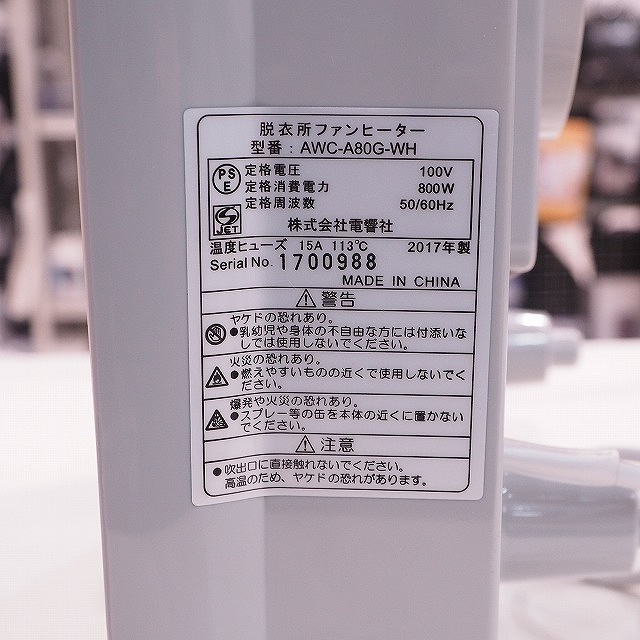 脱衣所ファンヒーター
型番：AWC-A80G-WH
PSE
定格電圧 100V
定格消費電力 800W
定格周波数 50/60Hz
S JET
株式会社電響社
温度ヒューズ 15A 113℃ 2017年製
Serial No. 1700988
MADE IN CHINA
警告
ヤケドの恐れあり。
●乳幼児や身体の不自由な方には付添いな
しでは使用しないでください。
火災の恐れあり。
●燃えやすいものの近くで使用しないでく
ださい。
爆発や火災の恐れあり。
●スプレー等の缶を本体の近くに置かない
でください。
注意
●吹出口に直接触れないでください。
高温のため、ヤケドの恐れがあります。